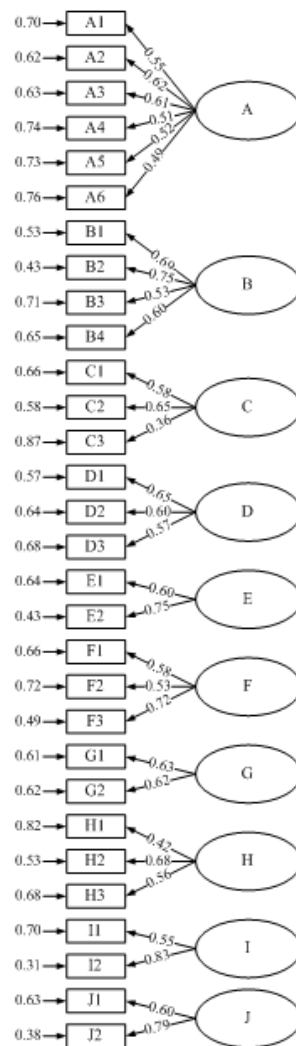 0.70 A1 0.55
0.62 A2 0.62
0.63 A3 0.61
0.74 A4 0.51
0.73 A5 0.52
0.76 A6 0.49
A
0.53 B1 0.69
0.43 B2 0.75
0.71 B3 0.53
0.65 B4 0.60
B
0.66 C1 0.58
0.58 C2 0.65
0.87 C3 0.36
C
0.57 D1 0.65
0.64 D2 0.60
0.68 D3 0.57
D
0.64 E1 0.60
0.43 E2 0.75
E
0.66 F1 0.58
0.72 F2 0.53
0.49 F3 0.72
F
0.61 G1 0.63
0.62 G2 0.62
G
0.82 H1 0.42
0.53 H2 0.68
0.68 H3 0.56
H
0.70 I1 0.55
0.31 I2 0.83
I
0.63 J1 0.60
0.38 J2 0.79
J